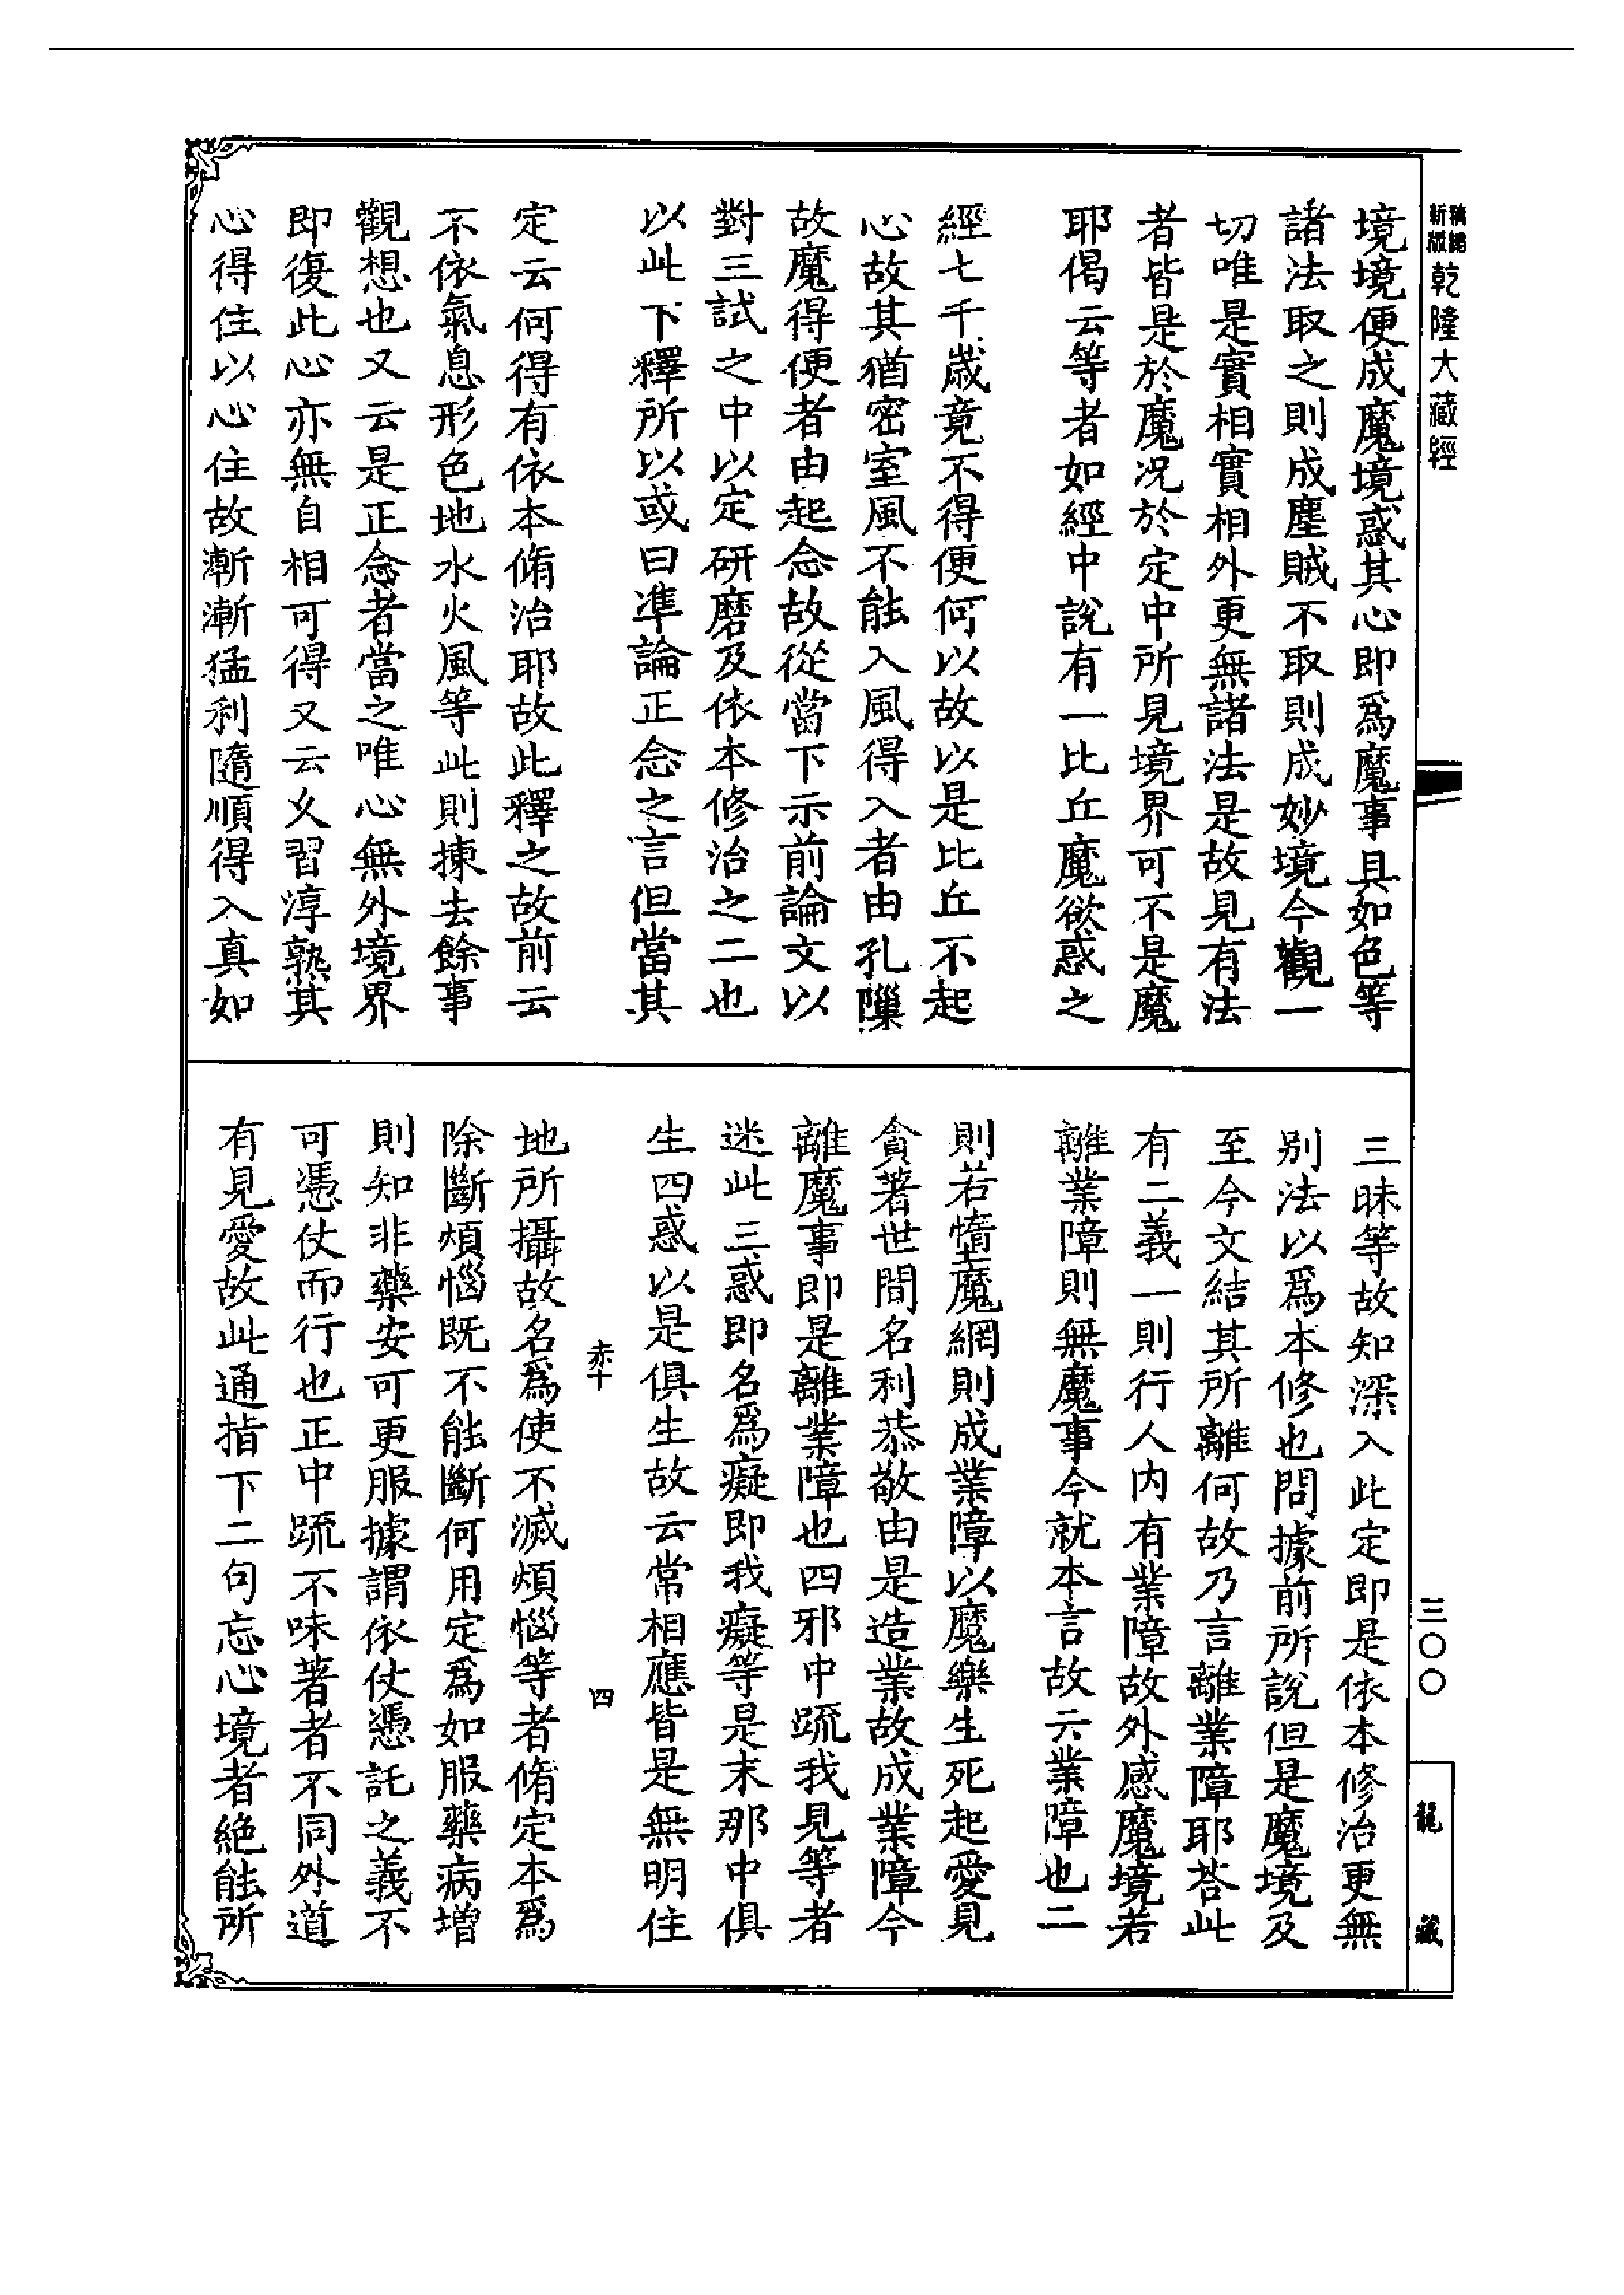 新版精縮乾隆大藏經
境境便成魔境惑其心即爲魔事具如色等
諸法取之則成塵賊不取則成妙境今觀一
切唯是實相實相外更無諸法是故見有法
者皆是於魔况於定中所見境界可不是魔
耶偈云等者如經中說有一比丘魔欲惑之
經七千歲竟不得便何以故以是比丘不起
心故其猶密室風不能入風得入者由孔隟
故魔得便者由起念故從當下示前論文以
對三試之中以定研磨及依本修治之二也
以此下釋所以或曰準論正念之言但當其
定云何得有依本脩治耶故此釋之故前云
不依氣息形色地水火風等此則揀去餘事
觀想也又云是正念者當之唯心無外境界
即復此心亦無自相可得又云乆習淳熟其
心得住以心住故漸漸猛利隨順得入真如
三昧等故知深入此定即是依本修治更無
别法以爲本修也問據前所說但是魔境及
至今文結其所離何故乃言離業障耶荅此
有二義一則行人内有業障故外感魔境若
離業障則無魔事今就本言故云業障也二
則若墮魔網則成業障以魔樂生死起愛見
貪著世間名利恭敬由是造業故成業障今
離魔事即是離業障也四邪中䟽我見等者
迷此三惑即名爲癡即我癡等是末那中俱
生四惑以是俱生故云常相應皆是無明住
赤十 四
地所攝故名爲使不滅煩惱等者脩定本爲
除斷煩惱既不能斷何用定爲如服藥病增
則知非藥安可更服據謂依仗憑託之義不
可憑仗而行也正中䟽不味著者不同外道
有見愛故此通指下二句忘心境者絶能所
三〇〇
龍藏